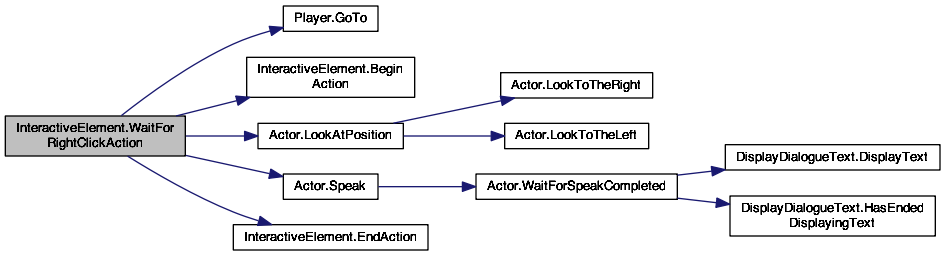 Player.GoTo
InteractiveElement.Begin
Action
Actor.LookToTheRight
InteractiveElement.WaitFor
RightClickAction
Actor.LookAtPosition
Actor.LookToTheLeft
DisplayDialogueText.DisplayText
Actor.Speak
Actor.WaitForSpeakCompleted
DisplayDialogueText.HasEnded
DisplayingText
InteractiveElement.EndAction